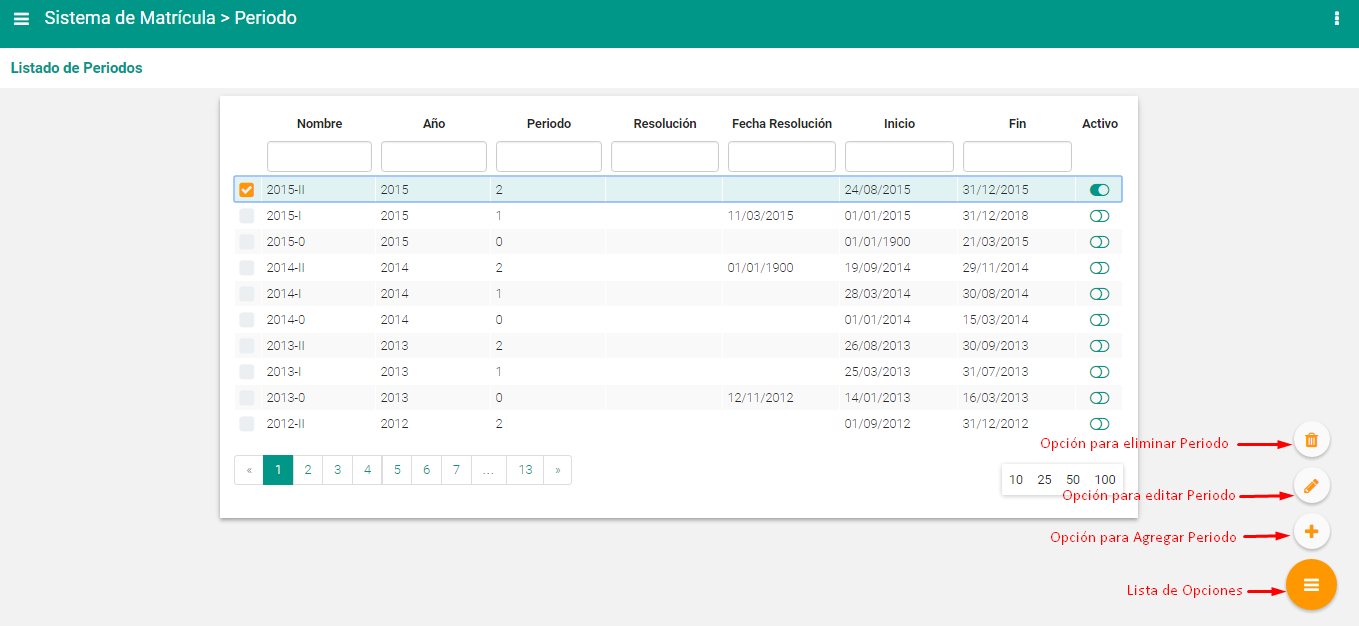 Sistema de Matrícula > Periodo
Listado de Periodos
Nombre Año Periodo Resolución Fecha Resolución Inicio Fin Activo
2015-II 2015 2 24/08/2015 31/12/2015
2015-I 2015 1 11/03/2015 01/01/2015 31/12/2018
2015-0 2015 0 01/01/1900 21/03/2015
2014-II 2014 2 01/01/1900 19/09/2014 29/11/2014
2014-I 2014 1 28/03/2014 30/08/2014
2014-0 2014 0 01/01/2014 15/03/2014
2013-II 2013 2 26/08/2013 30/09/2013
2013-I 2013 1 25/03/2013 31/07/2013
2013-0 2013 0 12/11/2012 14/01/2013 16/03/2013
2012-II 2012 2 01/09/2012 31/12/2012
Opción para eliminar Periodo
« 1 2 3 4 5 6 7 ... 13 »
10 25 50 100
Opción para editar Periodo
Opción para Agregar Periodo
Lista de Opciones